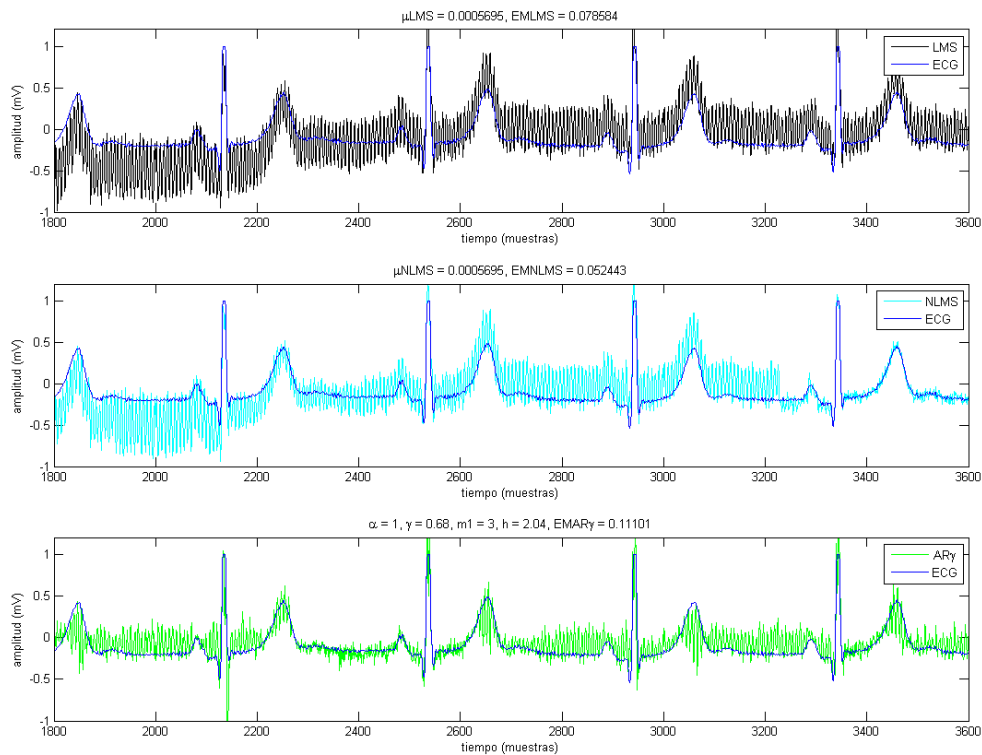 μLMS = 0.0005695, EMLMS = 0.078584
amplitud (mV)
1
0.5
0
-0.5
-1
LMS
ECG
1800 2000 2200 2400 2600 2800 3000 3200 3400 3600
tiempo (muestras)
μNLMS = 0.0005695, EMNLMS = 0.052443
amplitud (mV)
1
0.5
0
-0.5
-1
NLMS
ECG
1800 2000 2200 2400 2600 2800 3000 3200 3400 3600
tiempo (muestras)
α = 1, γ = 0.68, m1 = 3, h = 2.04, EMARγ = 0.11101
amplitud (mV)
1
0.5
0
-0.5
-1
ARγ
ECG
1800 2000 2200 2400 2600 2800 3000 3200 3400 3600
tiempo (muestras)